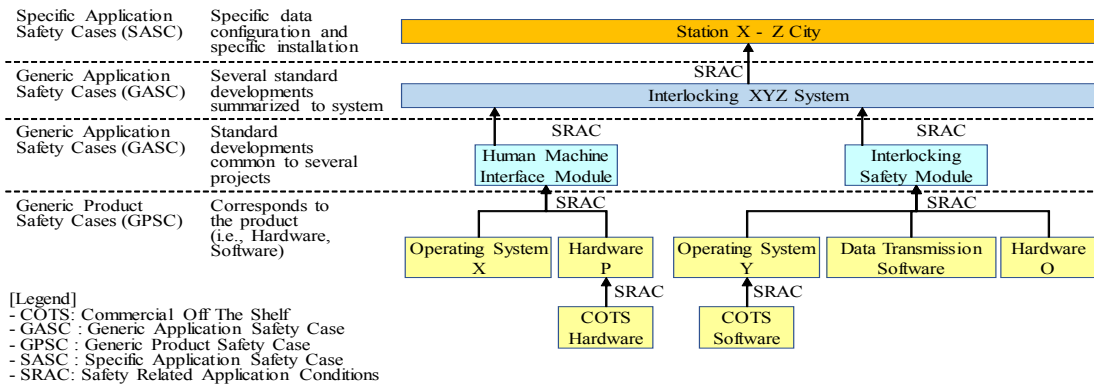 Specific Application
Safety Cases (SASC)
Specific data
configuration and
specific installation
Station X - Z City
SRAC
Generic Application
Safety Cases (GASC)
Several standard
developments
summarized to system
Interlocking XYZ System
Generic Application
Safety Cases (GASC)
Standard
developments
common to several
projects
SRAC
SRAC
Human Machine
Interface Module
Interlocking
Safety Module
Generic Product
Safety Cases (GPSC)
Corresponds to
the product
(i.e., Hardware,
Software)
SRAC
SRAC
Operating System
X
Hardware
P
Operating System
Y
Data Transmission
Software
Hardware
O
SRAC
SRAC
COTS
Hardware
COTS
Software
[Legend]
- COTS: Commercial Off The Shelf
- GASC : Generic Application Safety Case
- GPSC : Generic Product Safety Case
- SASC : Specific Application Safety Case
- SRAC: Safety Related Application Conditions